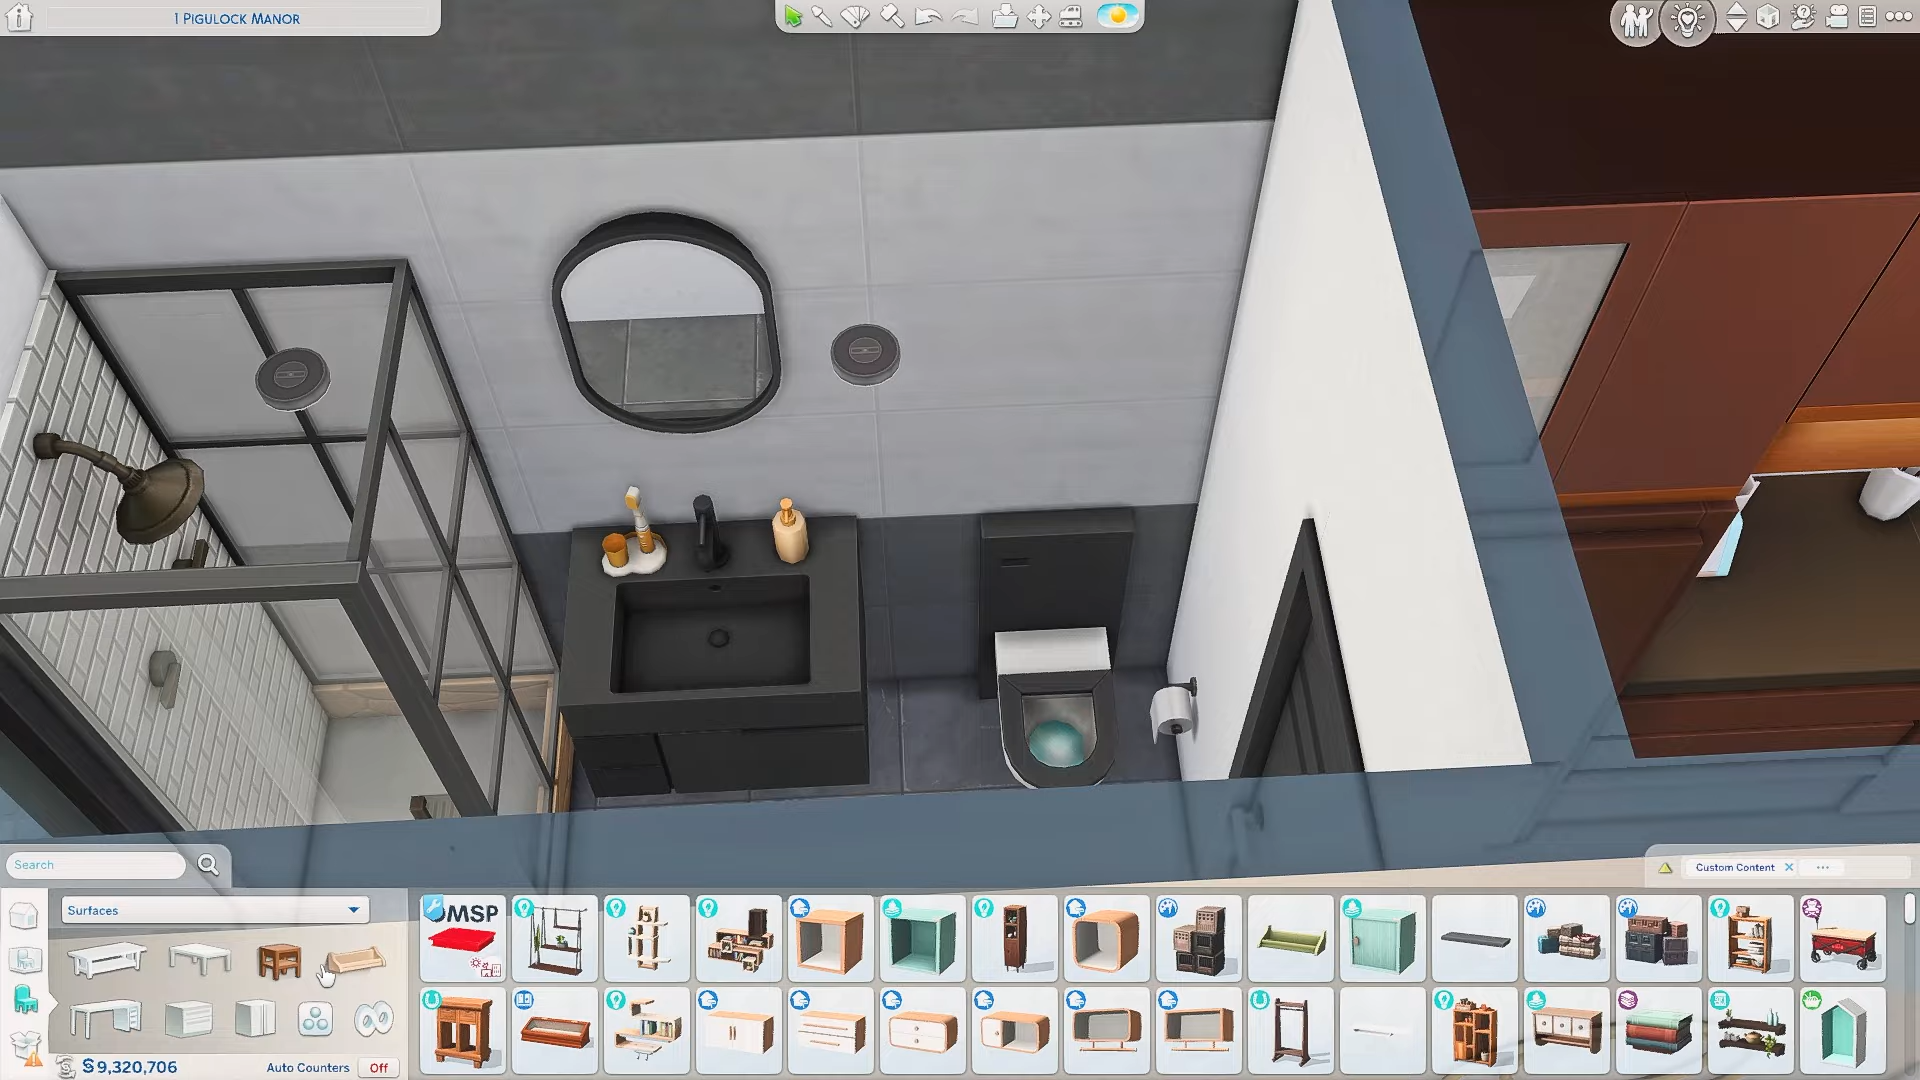 1 Pigulock Manor
Search
Custom Content
Surfaces
OMSP
§9,320,706
Auto Counters
Off